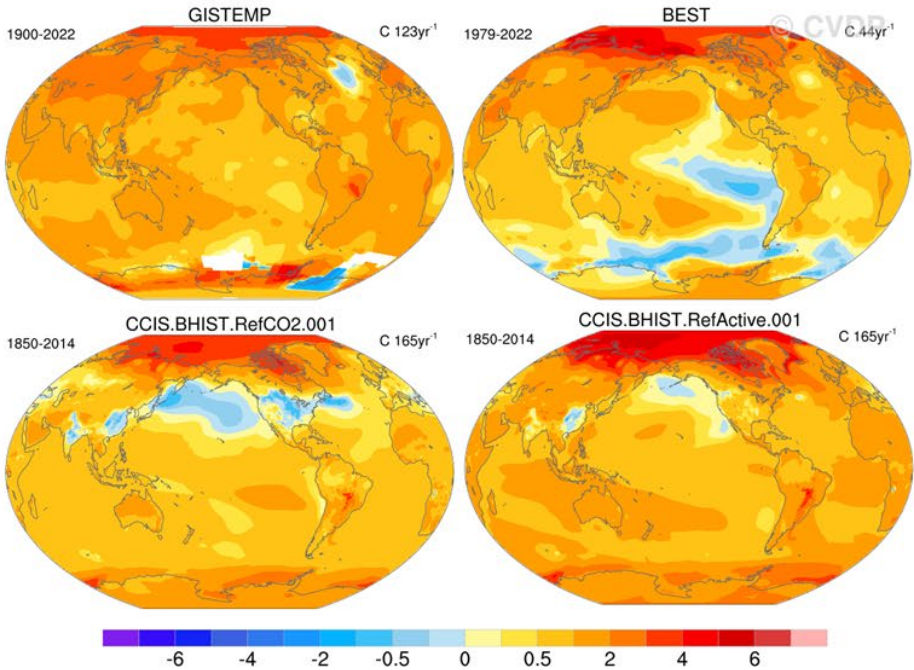 GISTEMP
1900-2022
C 123yr-1
BEST
© CVDP
1979-2022
C 44yr-1
CCIS.BHIST.RefCO2.001
1850-2014
C 165yr-1
CCIS.BHIST.RefActive.001
1850-2014
C 165yr-1
-6 -4 -2 -0.5 0 0.5 2 4 6